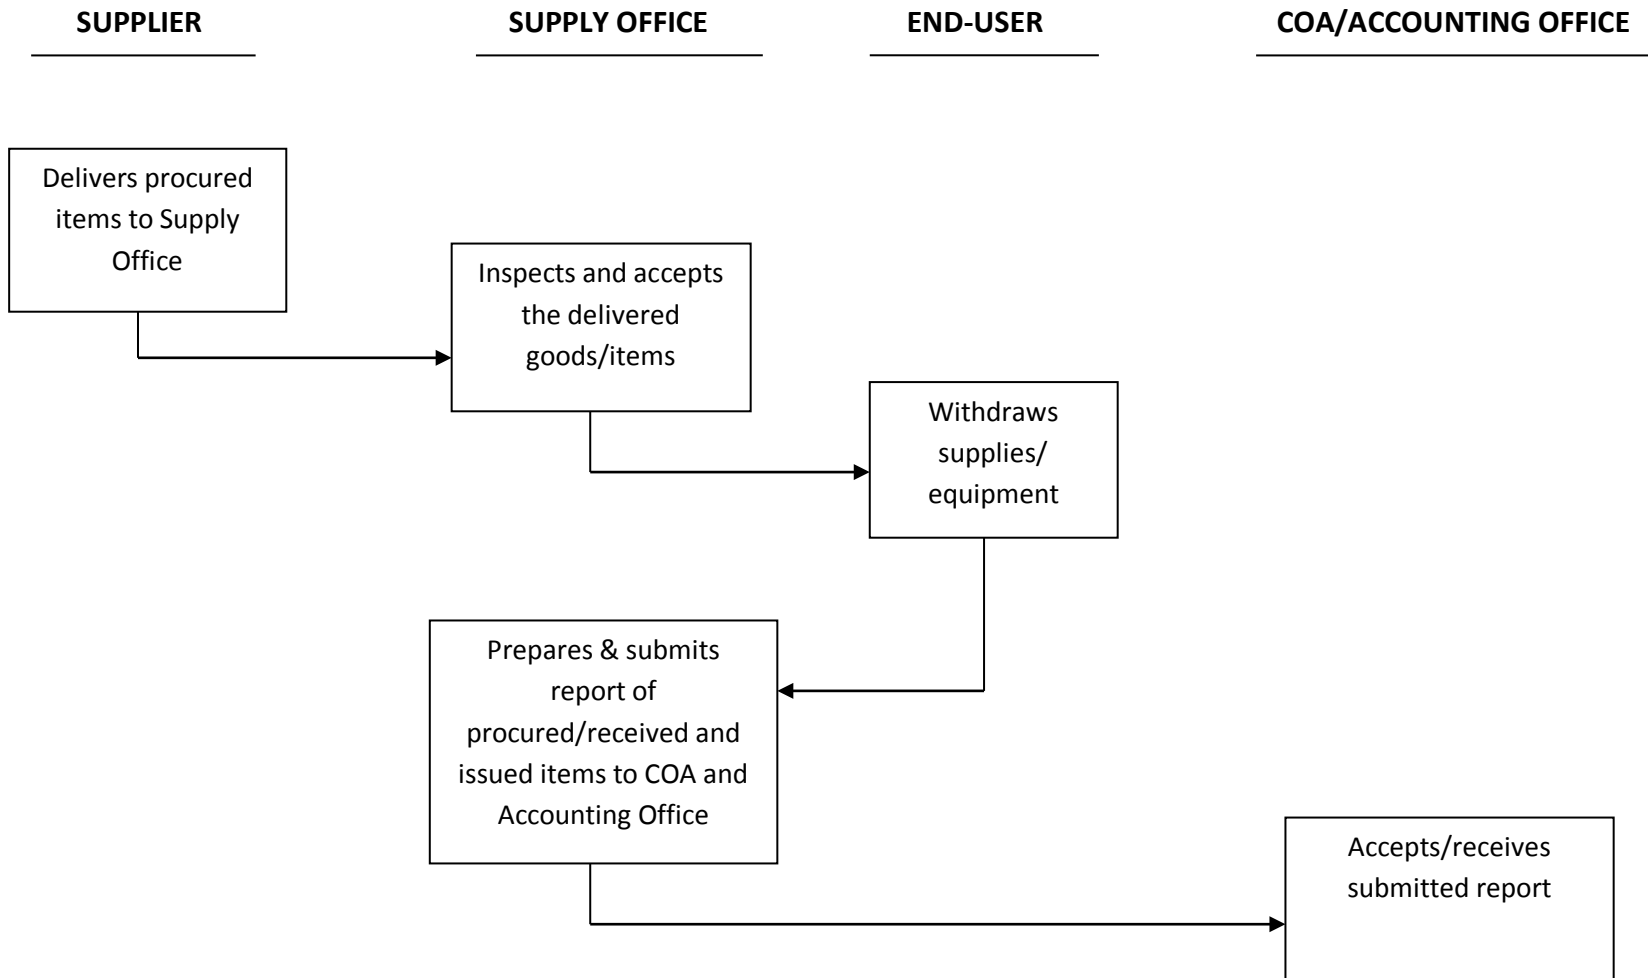 SUPPLIER
SUPPLY OFFICE
END-USER
COA/ACCOUNTING OFFICE
Delivers procured
items to Supply
Office
Inspects and accepts
the delivered
goods/items
Withdraws
supplies/
equipment
Prepares & submits
report of
procured/received and
issued items to COA and
Accounting Office
Accepts/receives
submitted report